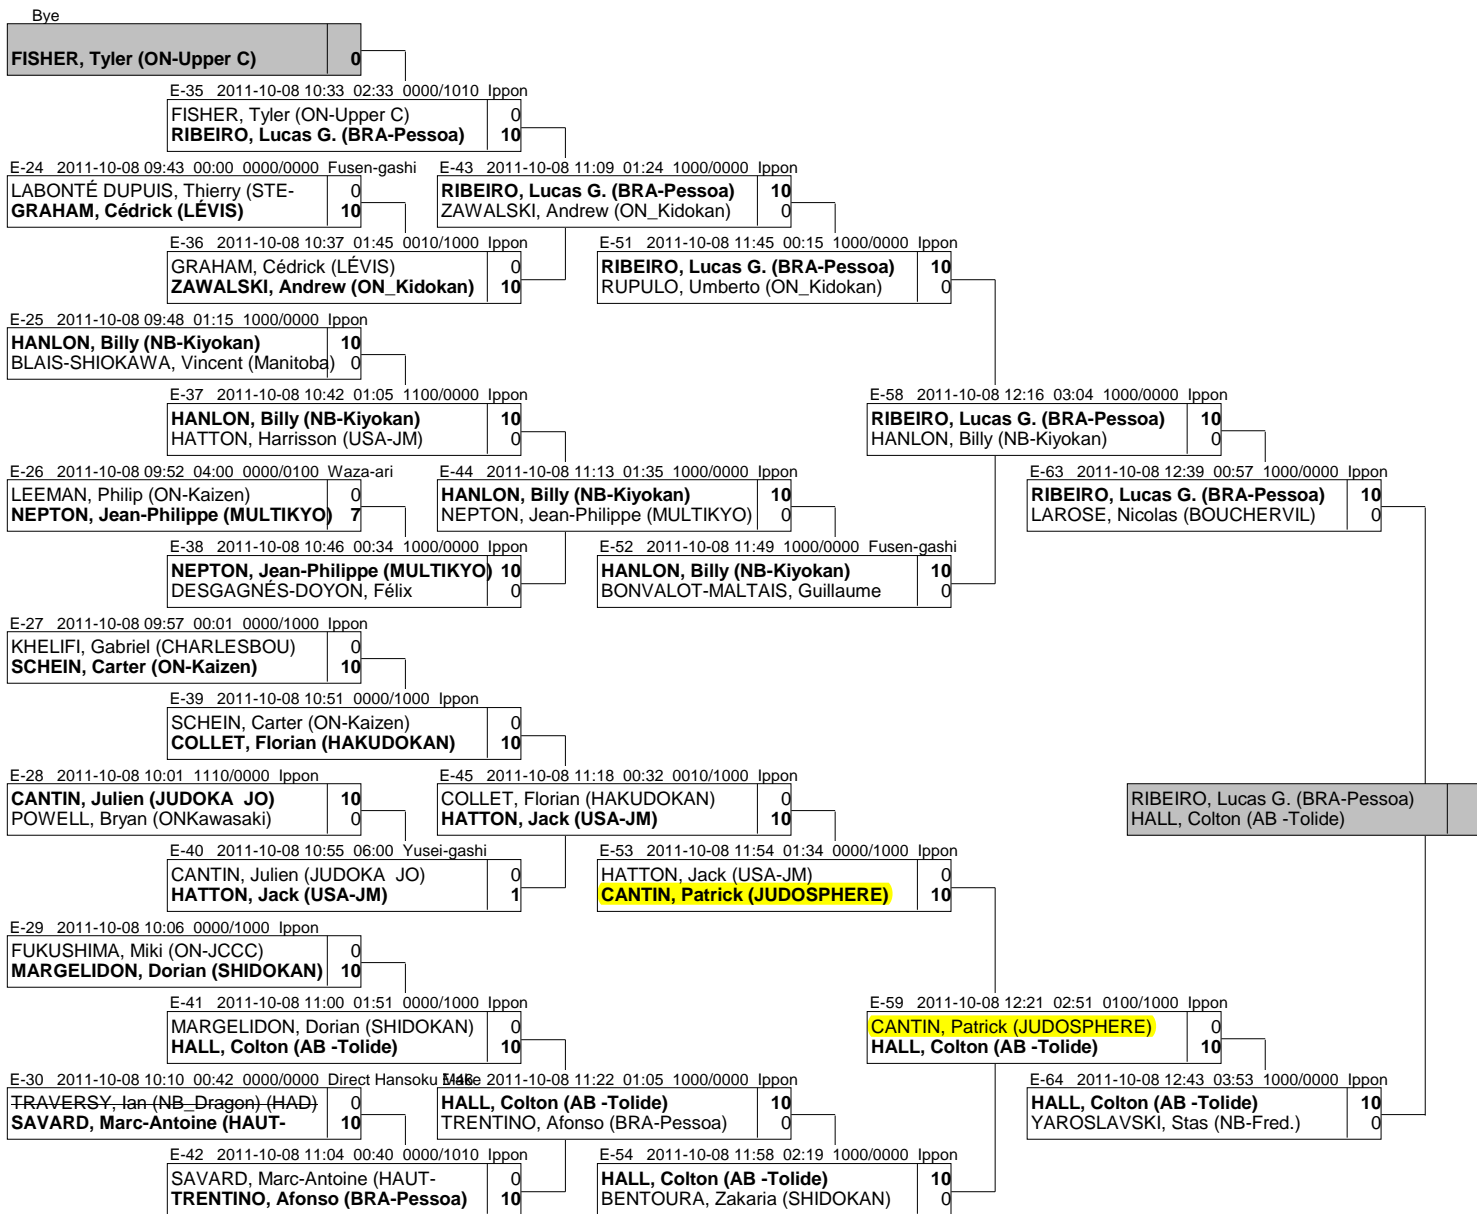 Bye
FISHER, Tyler (ON-Upper C) 0
E-35 2011-10-08 10:33 02:33 0000/1010 Ippon
FISHER, Tyler (ON-Upper C) 0
RIBEIRO, Lucas G. (BRA-Pessoa) 10
E-24 2011-10-08 09:43 00:00 0000/0000 Fusen-gashi
LABONTÉ DUPUIS, Thierry (STE- 0
GRAHAM, Cédrick (LÉVIS) 10
E-43 2011-10-08 11:09 01:24 1000/0000 Ippon
RIBEIRO, Lucas G. (BRA-Pessoa) 10
ZAWALSKI, Andrew (ON_Kidokan) 0
E-36 2011-10-08 10:37 01:45 0010/1000 Ippon
GRAHAM, Cédrick (LÉVIS) 0
ZAWALSKI, Andrew (ON_Kidokan) 10
E-51 2011-10-08 11:45 00:15 1000/0000 Ippon
RIBEIRO, Lucas G. (BRA-Pessoa) 10
RUPULO, Umberto (ON_Kidokan) 0
E-25 2011-10-08 09:48 01:15 1000/0000 Ippon
HANLON, Billy (NB-Kiyokan) 10
BLAIS-SHIOKAWA, Vincent (Manitoba) 0
E-37 2011-10-08 10:42 01:05 1100/0000 Ippon
HANLON, Billy (NB-Kiyokan) 10
HATTON, Harrisson (USA-JM) 0
E-58 2011-10-08 12:16 03:04 1000/0000 Ippon
RIBEIRO, Lucas G. (BRA-Pessoa) 10
HANLON, Billy (NB-Kiyokan) 0
E-26 2011-10-08 09:52 04:00 0000/0100 Waza-ari
LEEMAN, Philip (ON-Kaizen) 0
NEPTON, Jean-Philippe (MULTIKYO) 7
E-44 2011-10-08 11:13 01:35 1000/0000 Ippon
HANLON, Billy (NB-Kiyokan) 10
NEPTON, Jean-Philippe (MULTIKYO) 0
E-63 2011-10-08 12:39 00:57 1000/0000 Ippon
RIBEIRO, Lucas G. (BRA-Pessoa) 10
LAROSE, Nicolas (BOUCHERVIL) 0
E-38 2011-10-08 10:46 00:34 1000/0000 Ippon
NEPTON, Jean-Philippe (MULTIKYO) 10
DESGAGNÉS-DOYON, Félix 0
E-52 2011-10-08 11:49 1000/0000 Fusen-gashi
HANLON, Billy (NB-Kiyokan) 10
BONVALOT-MALTAIS, Guillaume 0
E-27 2011-10-08 09:57 00:01 0000/1000 Ippon
KHELIFI, Gabriel (CHARLESBOU) 0
SCHEIN, Carter (ON-Kaizen) 10
E-39 2011-10-08 10:51 0000/1000 Ippon
SCHEIN, Carter (ON-Kaizen) 0
COLLET, Florian (HAKUDOKAN) 10
E-28 2011-10-08 10:01 1110/0000 Ippon
CANTIN, Julien (JUDOKA JO) 10
POWELL, Bryan (ONKawasaki) 0
E-45 2011-10-08 11:18 00:32 0010/1000 Ippon
COLLET, Florian (HAKUDOKAN) 0
HATTON, Jack (USA-JM) 10
RIBEIRO, Lucas G. (BRA-Pessoa)
HALL, Colton (AB -Tolide)
E-40 2011-10-08 10:55 06:00 Yusei-gashi
CANTIN, Julien (JUDOKA JO) 0
HATTON, Jack (USA-JM) 1
E-53 2011-10-08 11:54 01:34 0000/1000 Ippon
HATTON, Jack (USA-JM) 0
CANTIN, Patrick (JUDOSPHERE) 10
E-29 2011-10-08 10:06 0000/1000 Ippon
FUKUSHIMA, Miki (ON-JCCC) 0
MARGELIDON, Dorian (SHIDOKAN) 10
E-41 2011-10-08 11:00 01:51 0000/1000 Ippon
MARGELIDON, Dorian (SHIDOKAN) 0
HALL, Colton (AB -Tolide) 10
E-59 2011-10-08 12:21 02:51 0100/1000 Ippon
CANTIN, Patrick (JUDOSPHERE) 0
HALL, Colton (AB -Tolide) 10
E-30 2011-10-08 10:10 00:42 0000/0000 Direct Hansoku Make
TRAVERSY, Ian (NB_Dragon) (HAD) 0
SAVARD, Marc-Antoine (HAUT- 10
E-46 2011-10-08 11:22 01:05 1000/0000 Ippon
HALL, Colton (AB -Tolide) 10
TRENTINO, Afonso (BRA-Pessoa) 0
E-64 2011-10-08 12:43 03:53 1000/0000 Ippon
HALL, Colton (AB -Tolide) 10
YAROSLAVSKI, Stas (NB-Fred.) 0
E-42 2011-10-08 11:04 00:40 0000/1010 Ippon
SAVARD, Marc-Antoine (HAUT- 0
TRENTINO, Afonso (BRA-Pessoa) 10
E-54 2011-10-08 11:58 02:19 1000/0000 Ippon
HALL, Colton (AB -Tolide) 10
BENTOURA, Zakaria (SHIDOKAN) 0